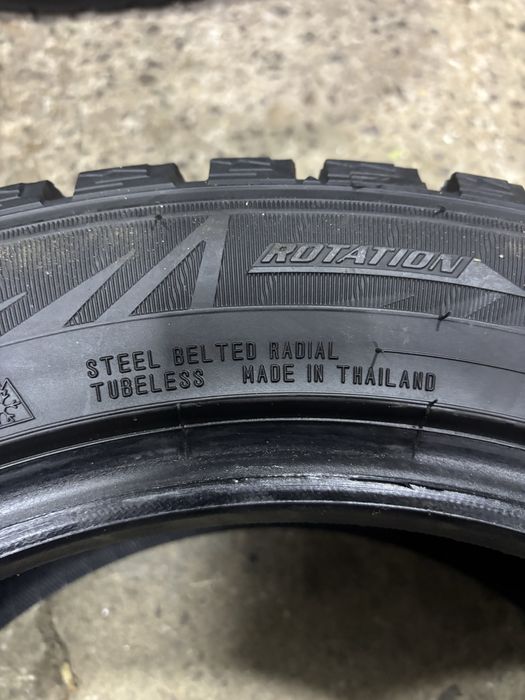 ROTATION
STEEL BELTED RADIAL
TUBELESS MADE IN THAILAND